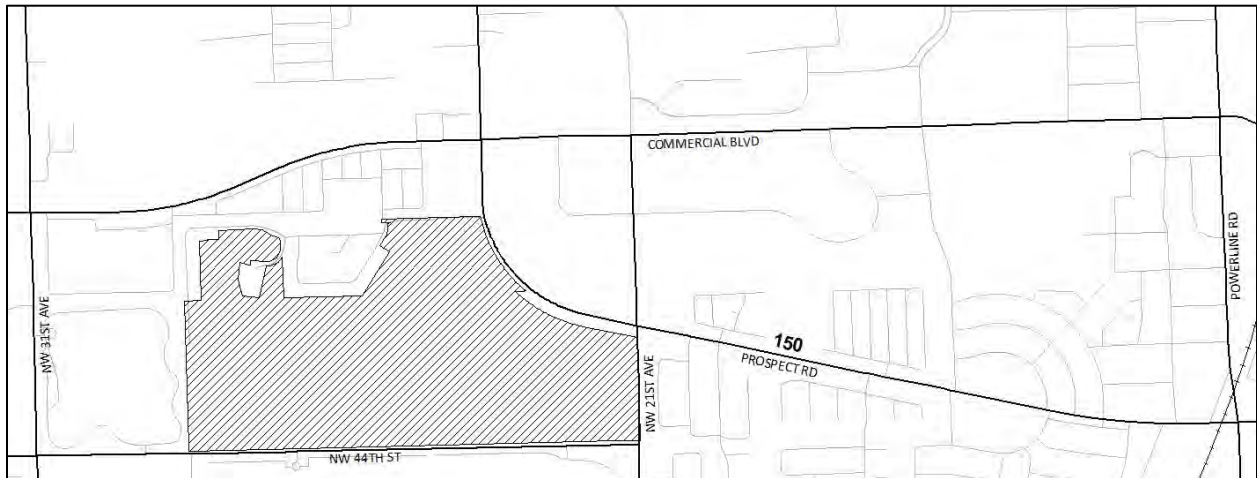 COMMERCIAL BLVD
POWERLINE RD
NW 31ST AVE
150
PROSPECT RD
NW 21ST AVE
NW 44TH ST